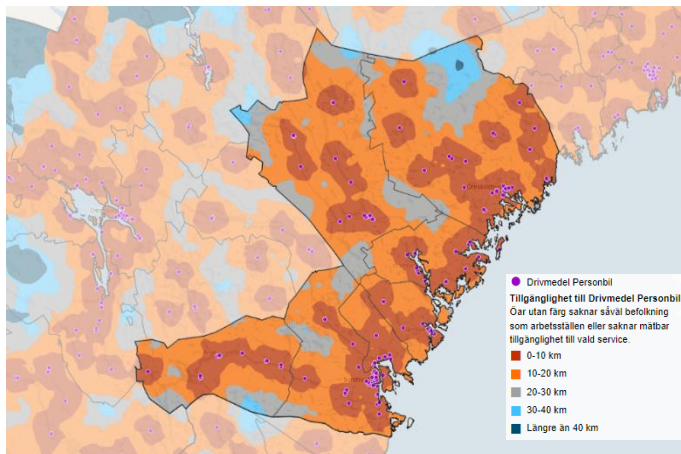 Drivmedel Personbil
Tillgänglighet till Drivmedel Personbil
Öar utan färg saknar såväl befolkning
som arbetsställen eller saknar mätbar
tillgänglighet till vald service.
0-10 km
10-20 km
20-30 km
30-40 km
Längre än 40 km